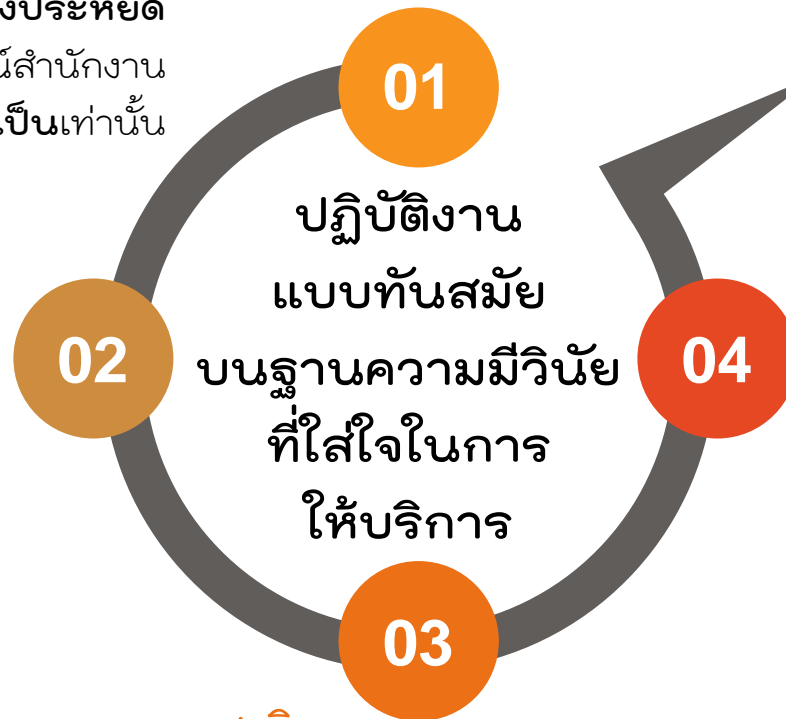 งประหยัด
น์สำนักงาน
เป็นเท่านั้น
01
ปฏิบัติงาน
แบบทันสมัย
บนฐานความมีวินัย
ที่ใส่ใจในการ
ให้บริการ
02
04
03